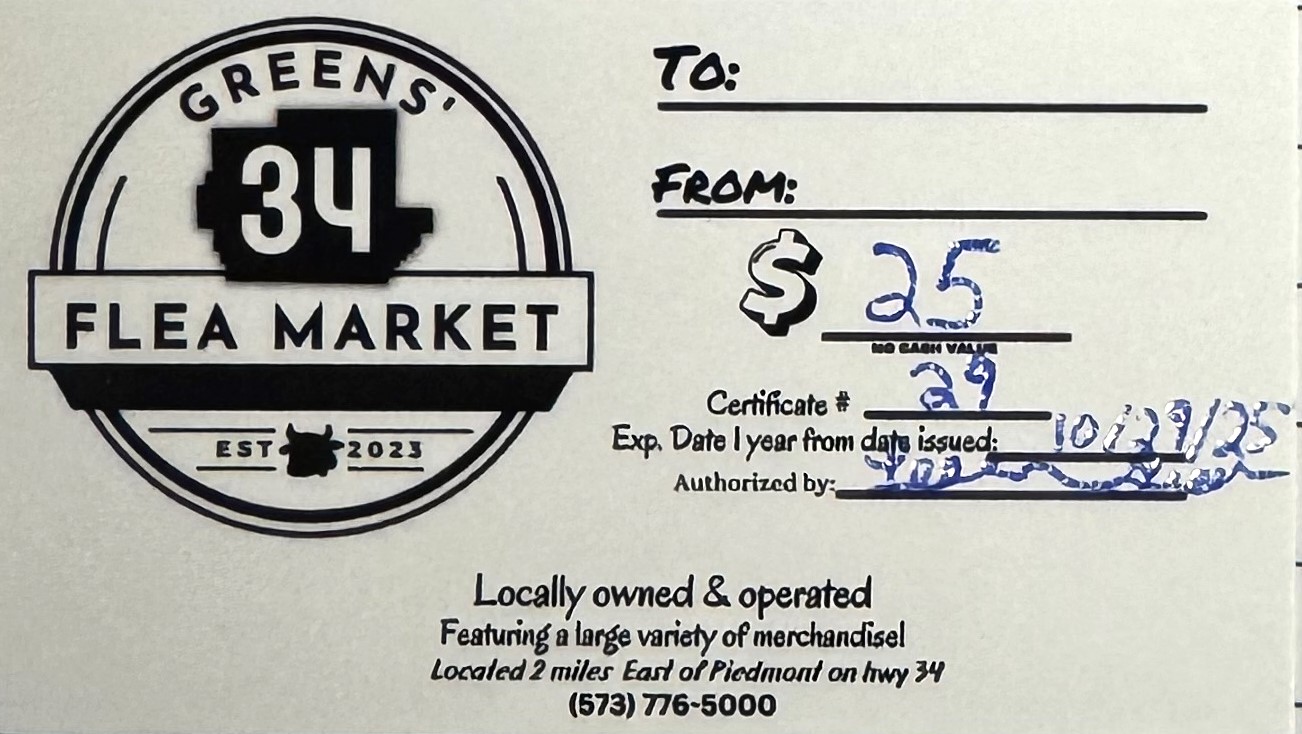 GREENS'
34
FLEA MARKET
EST 2023
TO:
FROM:
$ 25
NO CASH VALUE
Certificate # 29
Exp. Date 1 year from date issued: 10/29/25
Authorized by:
Locally owned & operated
Featuring a large variety of merchandise!
Located 2 miles East of Piedmont on hwy 34
(573) 776-5000